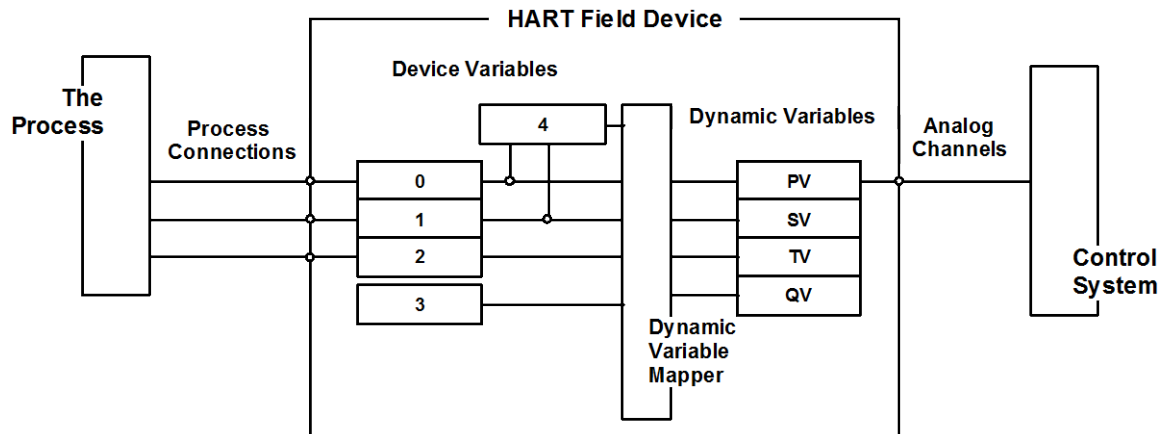 HART Field Device
Device Variables
The
Process
Process
Connections
4
Dynamic Variables
Analog
Channels
0
1
2
3
PV
SV
TV
QV
Dynamic
Variable
Mapper
Control
System